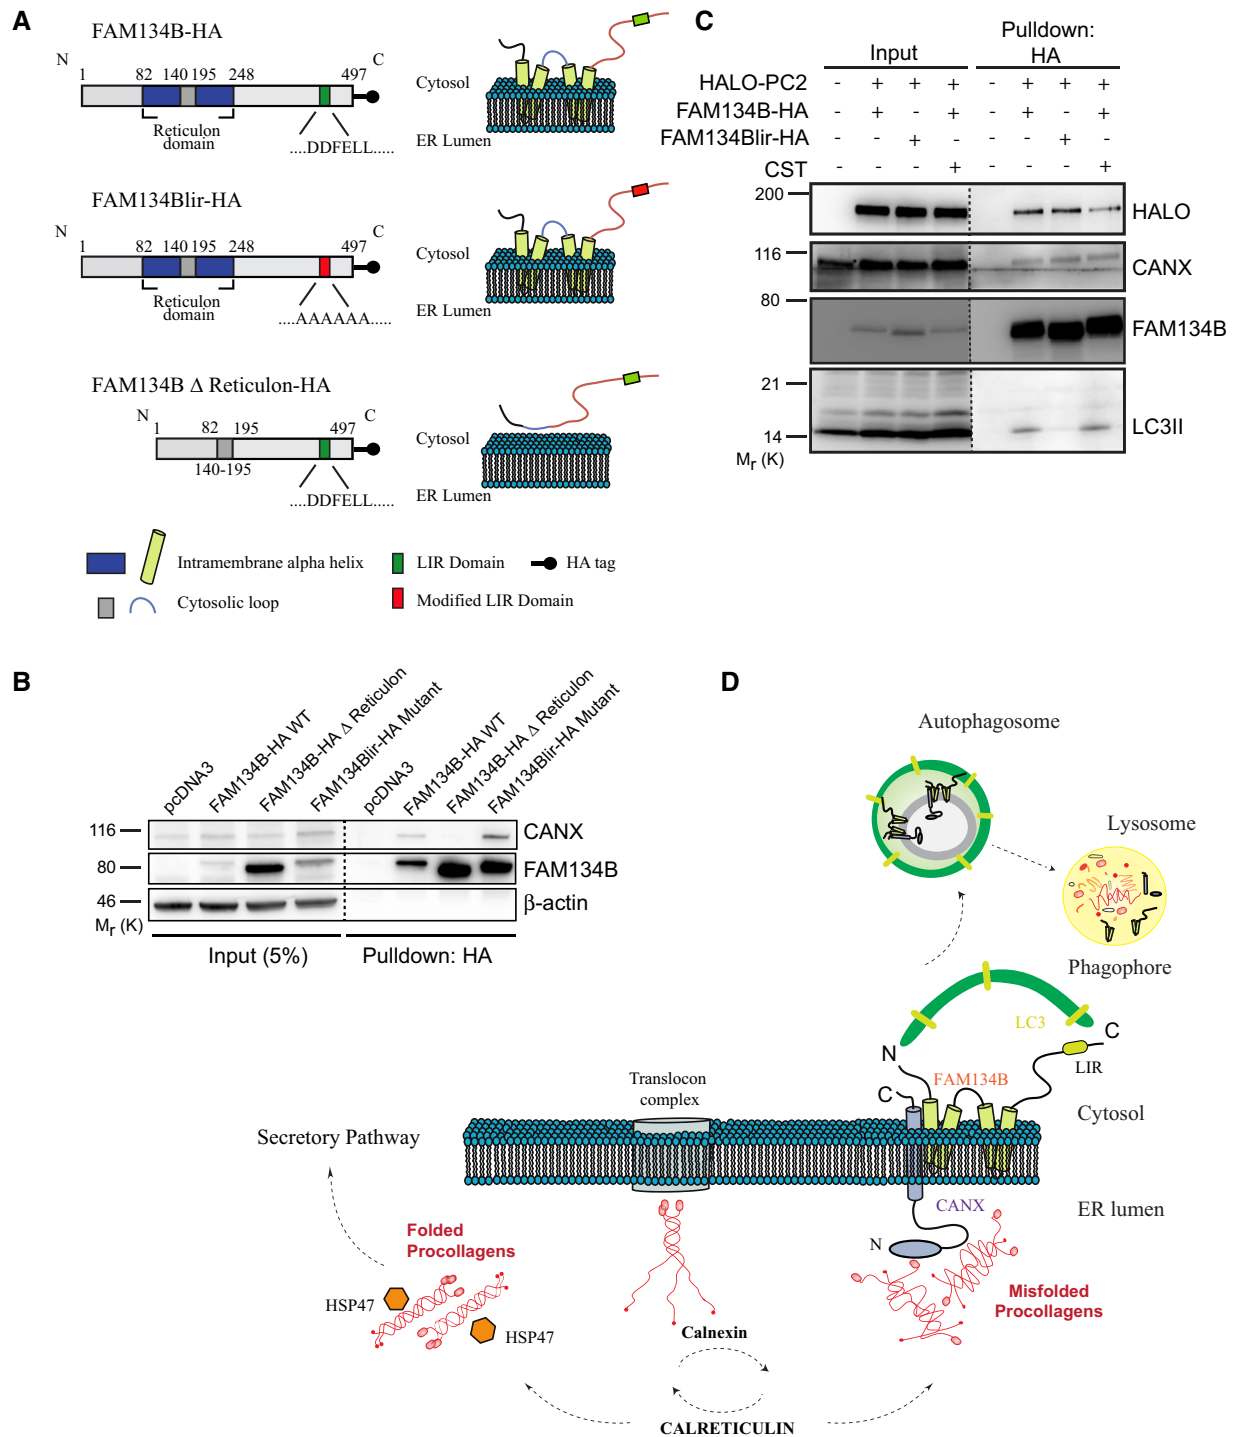 A
FAM134B-HA
N
C
1
82
140
195
248
497
Reticulon
domain
....DDFELL.....
Cytosol
ER Lumen
FAM134Blir-HA
N
C
1
82
140
195
248
497
Reticulon
domain
....AAAAAA.....
Cytosol
ER Lumen
FAM134B Δ Reticulon-HA
N
C
1
82
195
497
140-195
....DDFELL.....
Cytosol
ER Lumen
Intramembrane alpha helix
LIR Domain
HA tag
Cytosolic loop
Modified LIR Domain
C
Input
Pulldown:
HA
HALO-PC2 - + + + - + + +
FAM134B-HA - + - + - + - +
FAM134Blir-HA - - + - - - + -
CST - - - + - - - +
200
HALO
116
CANX
80
FAM134B
21
14
LC3II
Mr (K)
B
pcDNA3
FAM134B-HA WT
FAM134B-HA Δ Reticulon
FAM134Blir-HA Mutant
pcDNA3
FAM134B-HA WT
FAM134B-HA Δ Reticulon
FAM134Blir-HA Mutant
116
CANX
80
FAM134B
46
β-actin
Mr (K)
Input (5%)
Pulldown: HA
D
Autophagosome
Lysosome
Phagophore
LC3
N
C
LIR
FAM134B
C
Cytosol
Translocon
complex
Secretory Pathway
CANX
ER lumen
N
Folded
Procollagens
HSP47
HSP47
Misfolded
Procollagens
Calnexin
CALRETICULIN